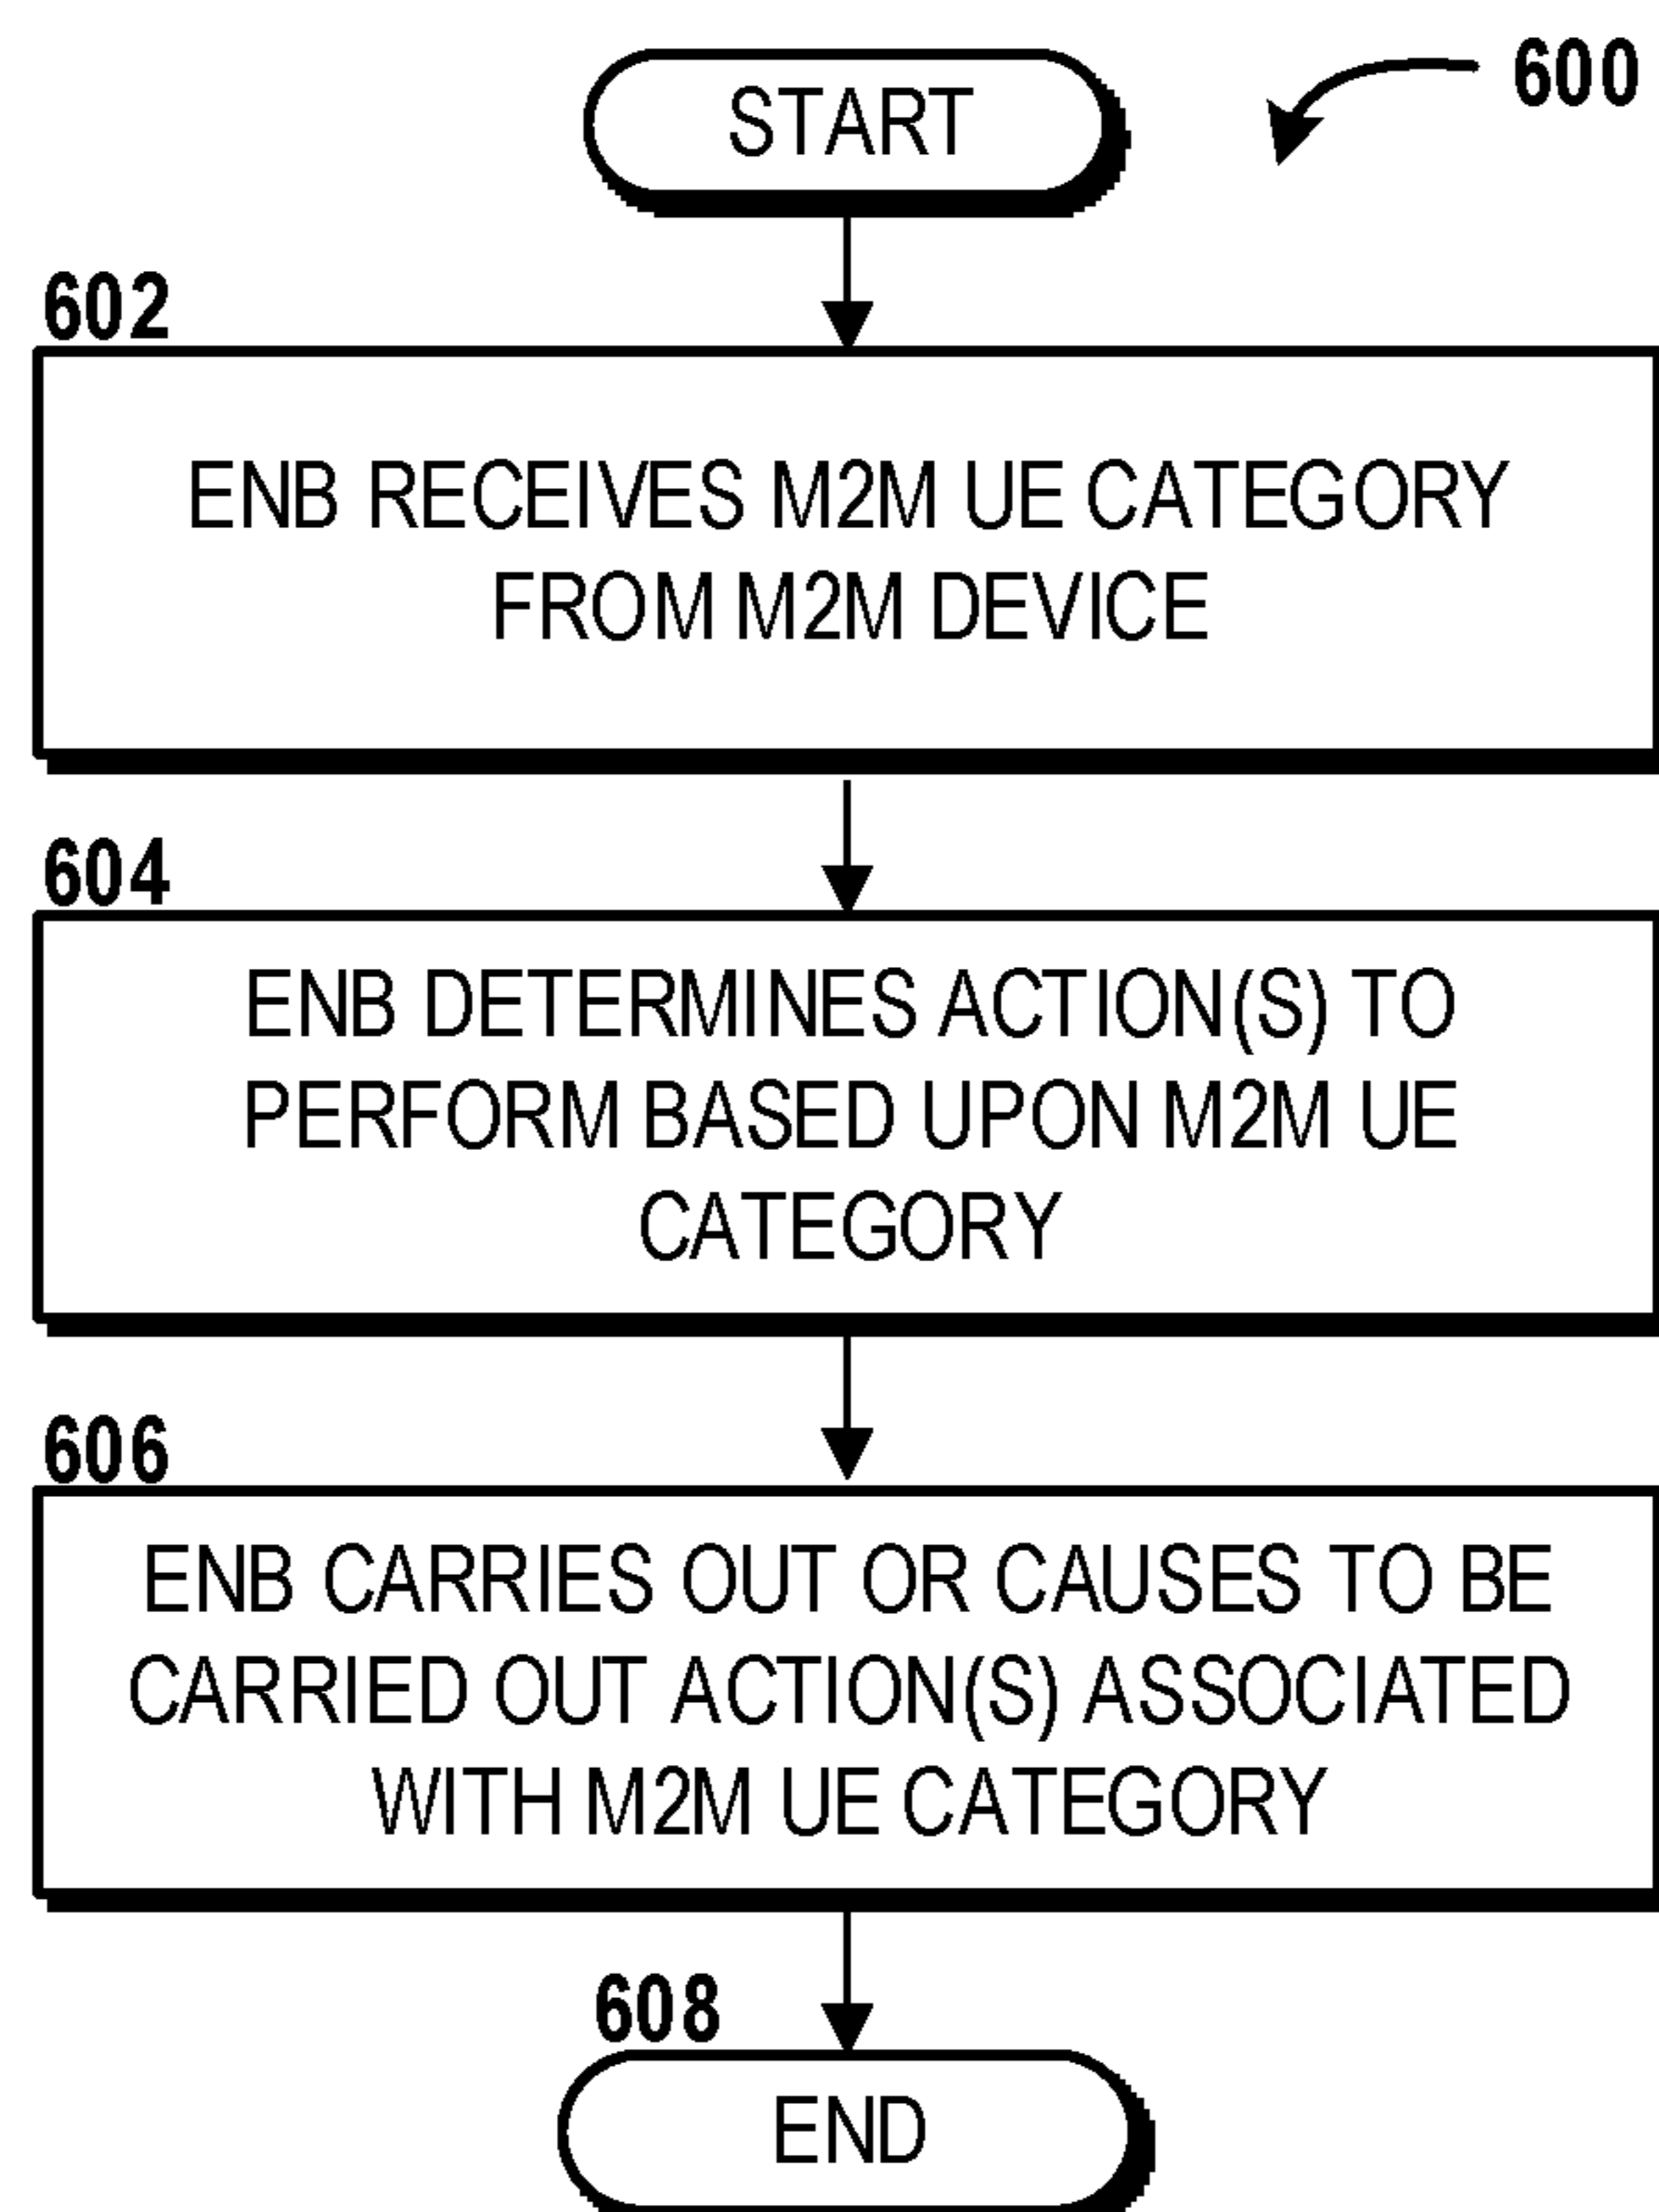 START
600
602
ENB RECEIVES M2M UE CATEGORY
FROM M2M DEVICE
604
ENB DETERMINES ACTION(S) TO
PERFORM BASED UPON M2M UE
CATEGORY
606
ENB CARRIES OUT OR CAUSES TO BE
CARRIED OUT ACTION(S) ASSOCIATED
WITH M2M UE CATEGORY
608
END